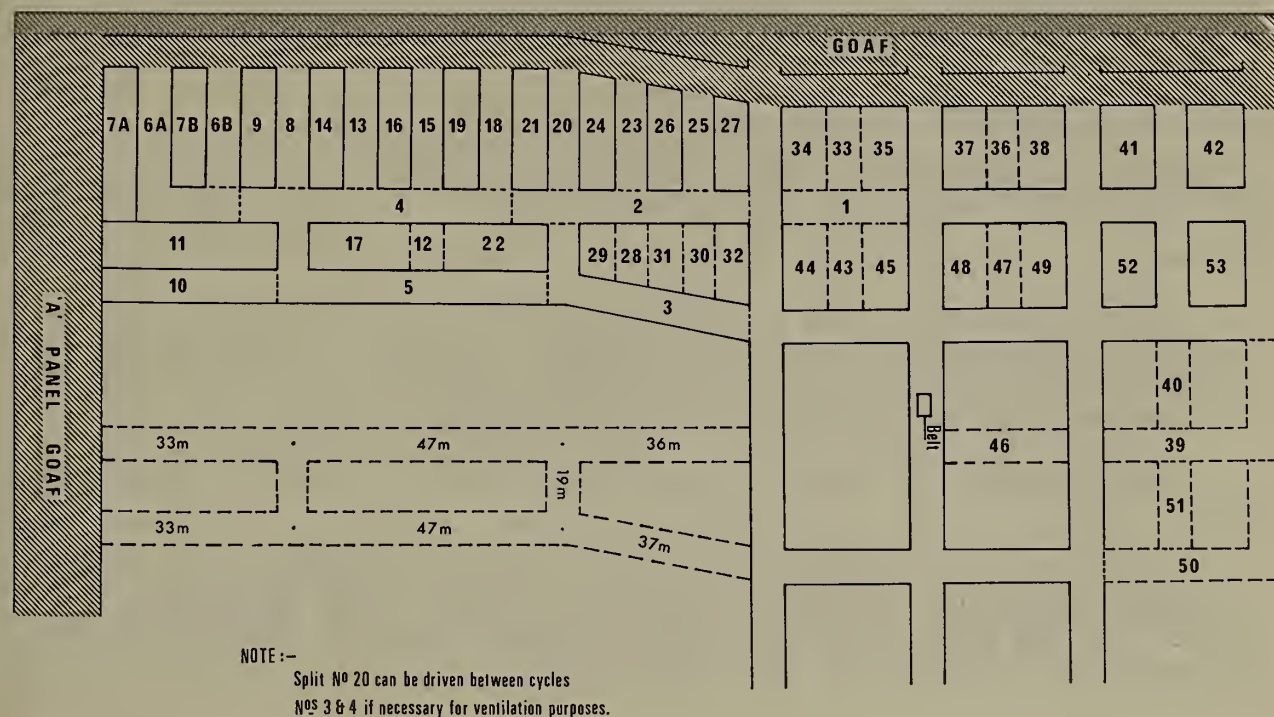 GOAF
7A 6A 7B 6B 9 8 14 13 16 15 19 18 21 20 24 23 26 25 27 34 33 35 37 36 38 41 42
4 2 1
11 17 12 22 29 28 31 30 32 44 43 45 48 47 49 52 53
10 5 3
'A' PANEL GOAF
40
33m 47m 36m Belt 46 39
19m
51
33m 47m 37m
50
NOTE :-
Split Nº 20 can be driven between cycles
Nºs 3 & 4 if necessary for ventilation purposes.